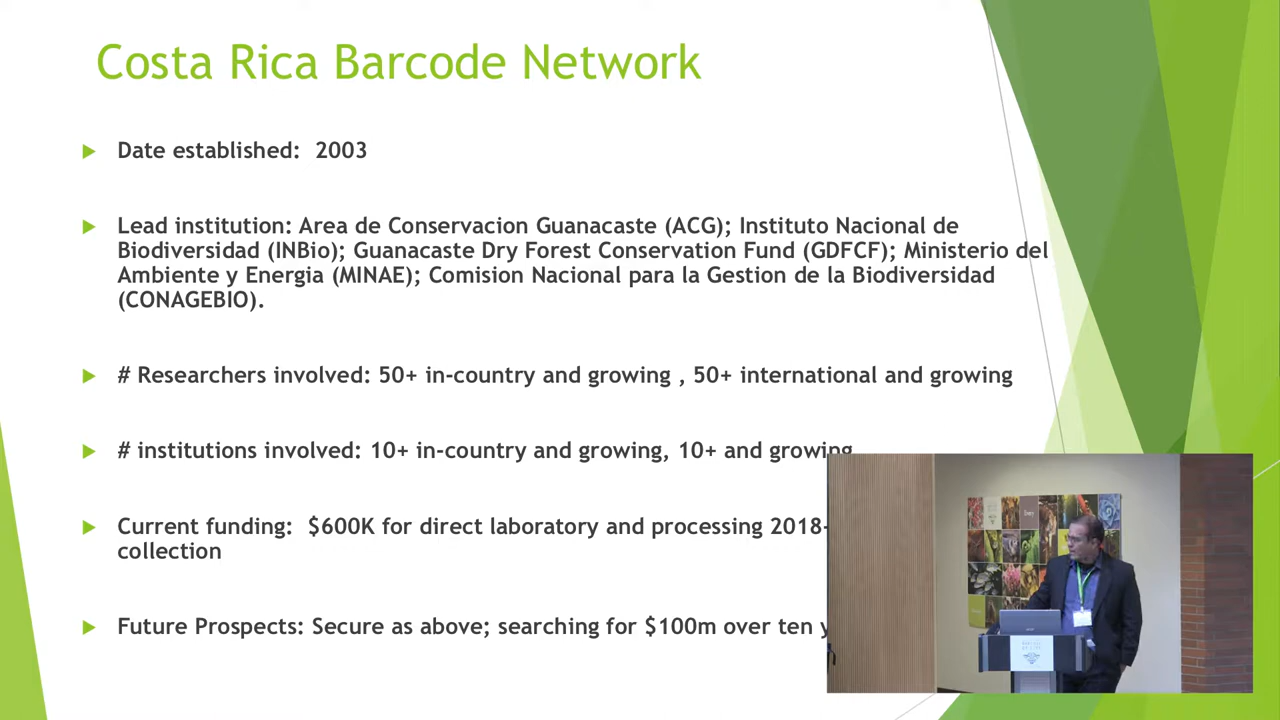 Costa Rica Barcode Network
Date established: 2003
Lead institution: Area de Conservacion Guanacaste (ACG); Instituto Nacional de
Biodiversidad (INBio); Guanacaste Dry Forest Conservation Fund (GDFCF); Ministerio del
Ambiente y Energia (MINAE); Comision Nacional para la Gestion de la Biodiversidad
(CONAGEBIO).
# Researchers involved: 50+ in-country and growing , 50+ international and growing
# institutions involved: 10+ in-country and growing, 10+ and growing
Current funding: $600K for direct laboratory and processing 2018-
collection
Future Prospects: Secure as above; searching for $100m over ten